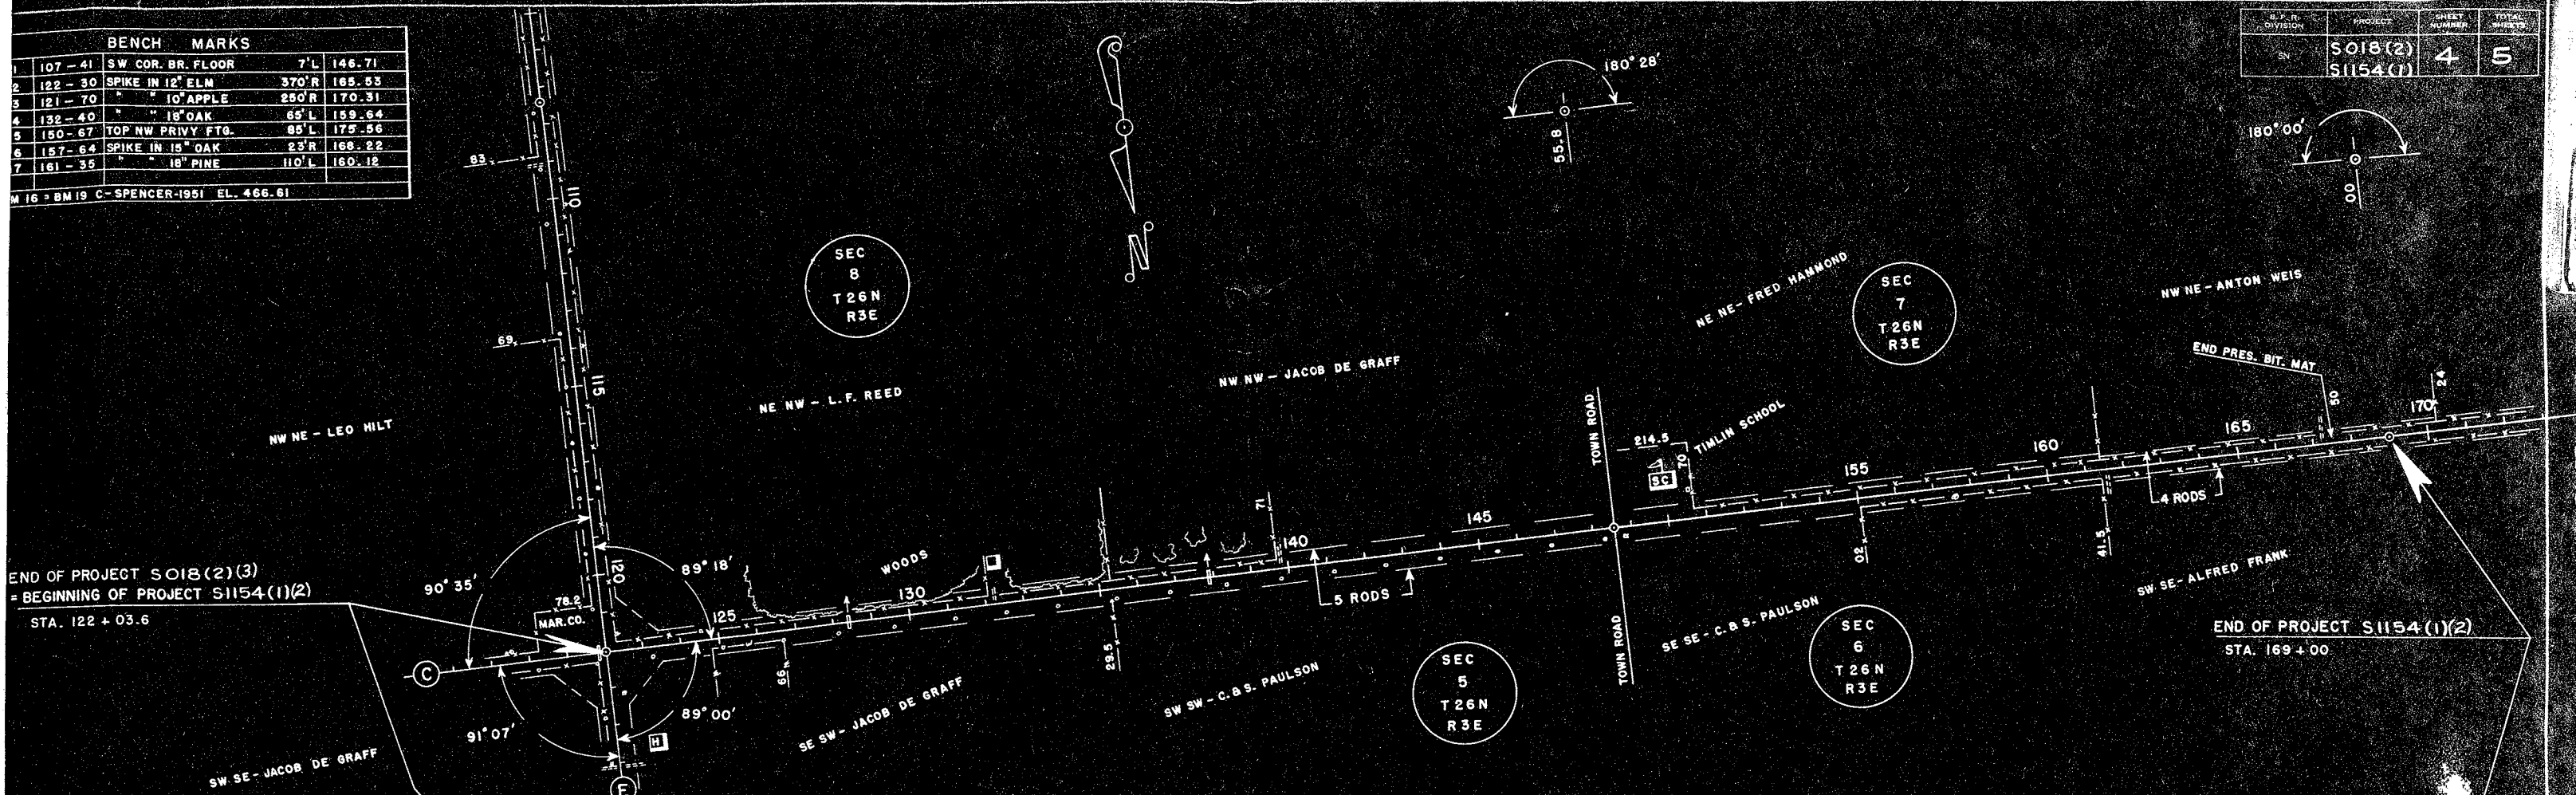 BENCH MARKS
1 107-41 SW COR. BR. FLOOR 7'L 146.71
2 122-30 SPIKE IN 12" ELM 370'R 165.53
3 121-70 " " 10" APPLE 250'R 170.31
4 132-40 " " 18" OAK 65'L 159.64
5 150-67 TOP NW PRIVY FTG. 85'L 175.56
6 157-64 SPIKE IN 15" OAK 23'R 168.22
7 161-35 " " 18" PINE 110'L 160.12
M 16 = BM 19 C-SPENCER-1951 EL. 466.61
B.P.R. DIVISION
PROJECT
SHEET NUMBER
TOTAL SHEETS
S018(2)
S1154(1)
4
5
180° 28'
55.8
180° 00'
00
N
83
110
69
115
120
SEC
8
T 26 N
R3E
NE NE - FRED HAMMOND
SEC
7
T 26N
R3E
NW NE - ANTON WEIS
END PRES. BIT. MAT
50
24
NW NE - LEO HILT
NE NW - L.F. REED
NW NW - JACOB DE GRAFF
TOWN ROAD
214.5
70
TIMLIN SCHOOL
SC
125
130
140
145
155
160
165
170
WOODS
71
5 RODS
4 RODS
END OF PROJECT S018(2)(3)
= BEGINNING OF PROJECT S1154(1)(2)
STA. 122 + 03.6
90° 35'
89° 18'
78.2
MAR.CO.
C
91° 07'
89° 00'
H
E
66
29.5
02
41.5
SW SE - JACOB DE GRAFF
SE SW - JACOB DE GRAFF
SW SW - C. & S. PAULSON
SEC
5
T 26N
R3E
TOWN ROAD
SE SE - C. & S. PAULSON
SEC
6
T 26 N
R3E
SW SE - ALFRED FRANK
END OF PROJECT S1154(1)(2)
STA. 169 + 00